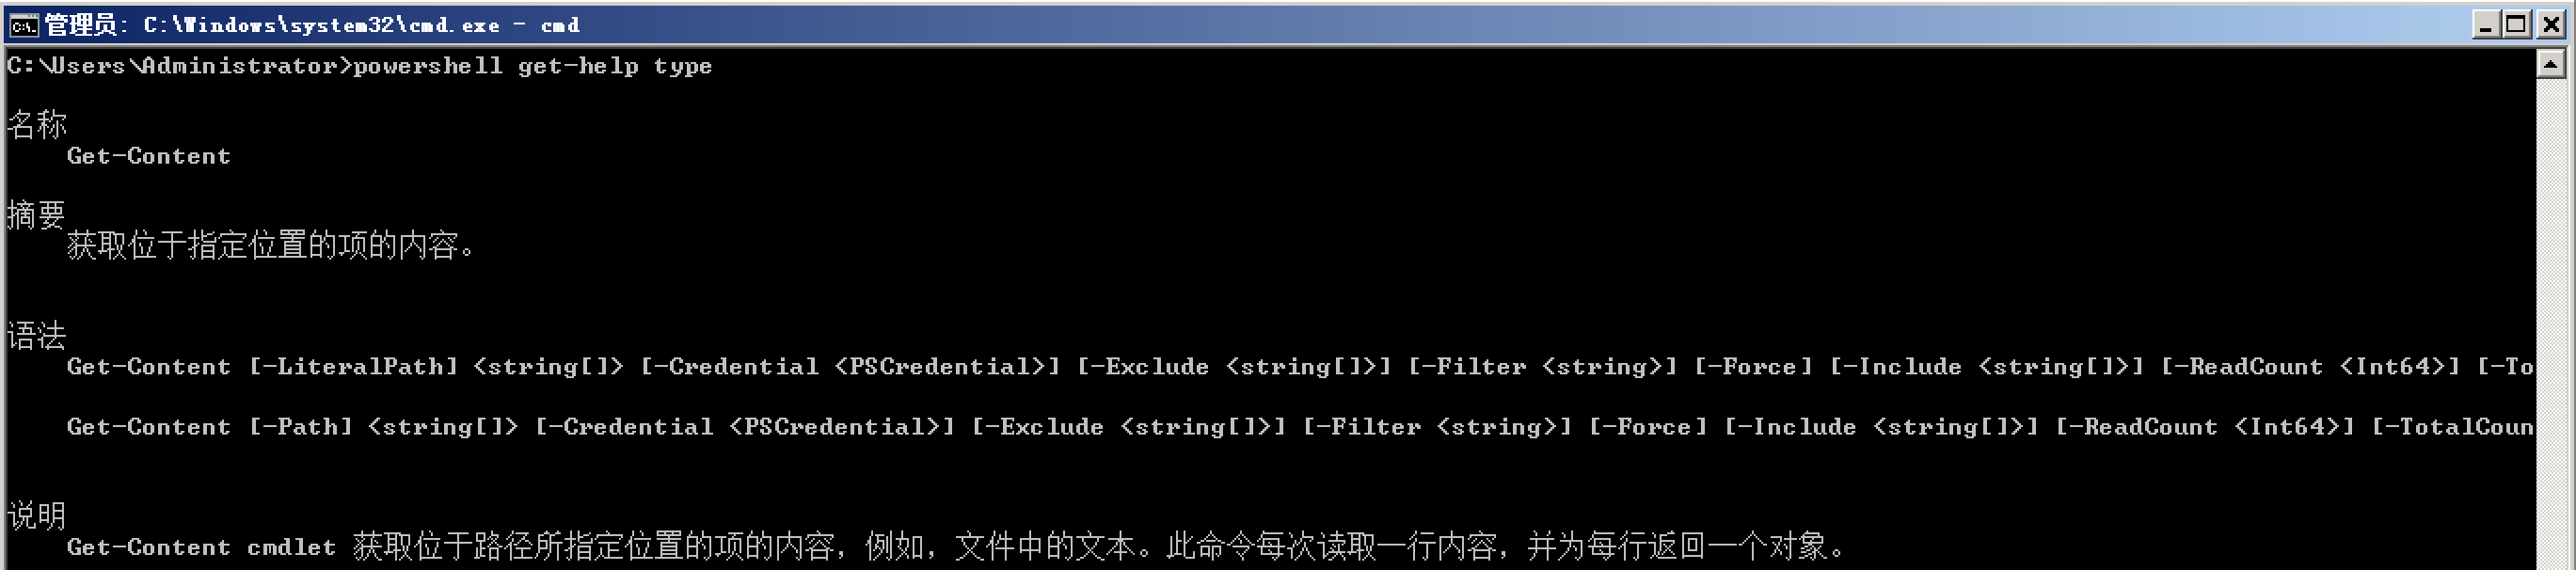 管理员: C:\Windows\system32\cmd.exe - cmd
C:\Users\Administrator>powershell get-help type
名称
Get-Content
摘要
获取位于指定位置的项的内容。
语法
Get-Content [-LiteralPath] <string[]> [-Credential <PSCredential>] [-Exclude <string[]>] [-Filter <string>] [-Force] [-Include <string[]>] [-ReadCount <Int64>] [-To
Get-Content [-Path] <string[]> [-Credential <PSCredential>] [-Exclude <string[]>] [-Filter <string>] [-Force] [-Include <string[]>] [-ReadCount <Int64>] [-TotalCoun
说明
Get-Content cmdlet 获取位于路径所指定位置的项的内容，例如，文件中的文本。此命令每次读取一行内容，并为每行返回一个对象。